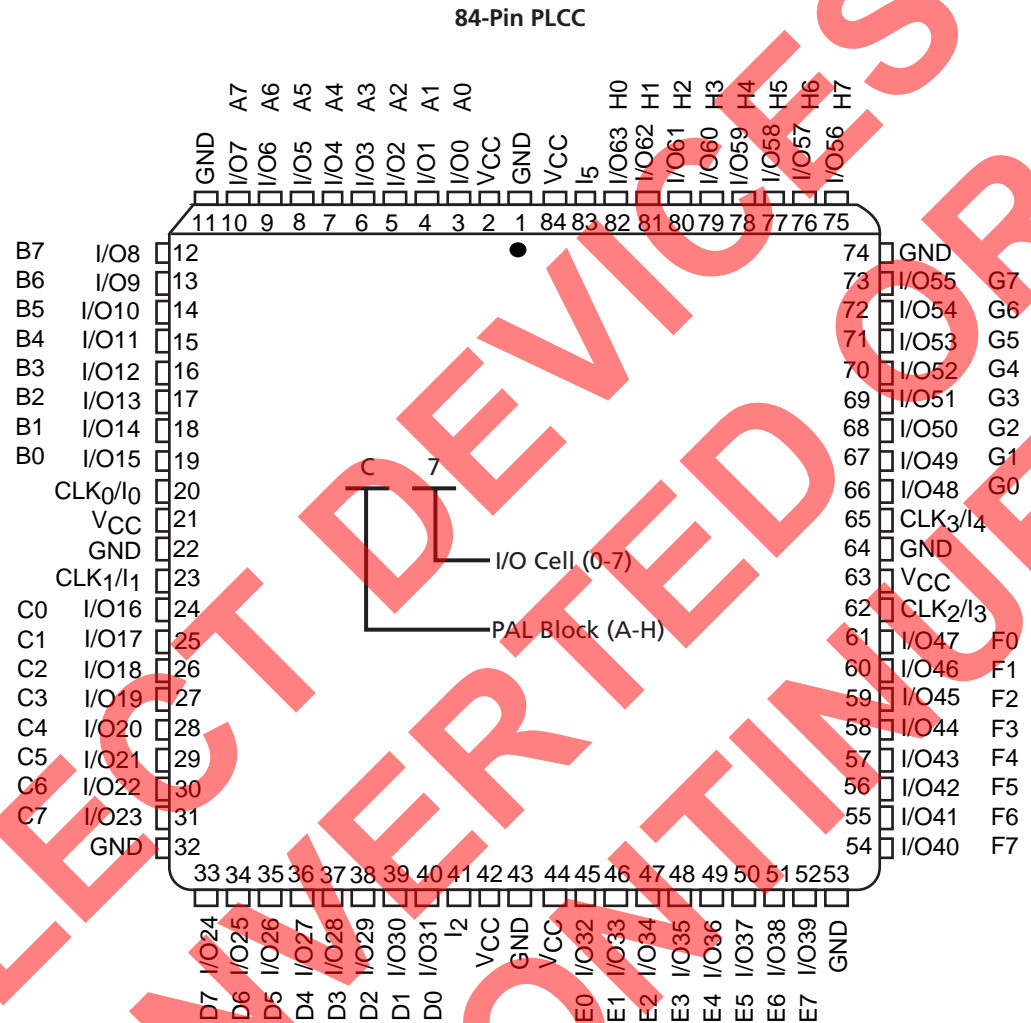 84-Pin PLCC
A7 A6 A5 A4 A3 A2 A1 A0 H0 H1 H2 H3 H4 H5 H6 H7
GND I/O7 I/O6 I/O5 I/O4 I/O3 I/O2 I/O1 I/O0 VCC GND VCC I5 I/O63 I/O62 I/O61 I/O60 I/O59 I/O58 I/O57 I/O56
11 10 9 8 7 6 5 4 3 2 1 84 83 82 81 80 79 78 77 76 75
B7 I/O8 12
B6 I/O9 13
B5 I/O10 14
B4 I/O11 15
B3 I/O12 16
B2 I/O13 17
B1 I/O14 18
B0 I/O15 19
CLK0/I0 20
VCC 21
GND 22
CLK1/I1 23
C0 I/O16 24
C1 I/O17 25
C2 I/O18 26
C3 I/O19 27
C4 I/O20 28
C5 I/O21 29
C6 I/O22 30
C7 I/O23 31
GND 32
C 7
I/O Cell (0-7)
PAL Block (A-H)
74 GND
73 I/O55 G7
72 I/O54 G6
71 I/O53 G5
70 I/O52 G4
69 I/O51 G3
68 I/O50 G2
67 I/O49 G1
66 I/O48 G0
65 CLK3/I4
64 GND
63 VCC
62 CLK2/I3
61 I/O47 F0
60 I/O46 F1
59 I/O45 F2
58 I/O44 F3
57 I/O43 F4
56 I/O42 F5
55 I/O41 F6
54 I/O40 F7
33 34 35 36 37 38 39 40 41 42 43 44 45 46 47 48 49 50 51 52 53
I/O24 I/O25 I/O26 I/O27 I/O28 I/O29 I/O30 I/O31 I2 VCC GND VCC I/O32 I/O33 I/O34 I/O35 I/O36 I/O37 I/O38 I/O39 GND
D7 D6 D5 D4 D3 D2 D1 D0 E0 E1 E2 E3 E4 E5 E6 E7
DEVICES